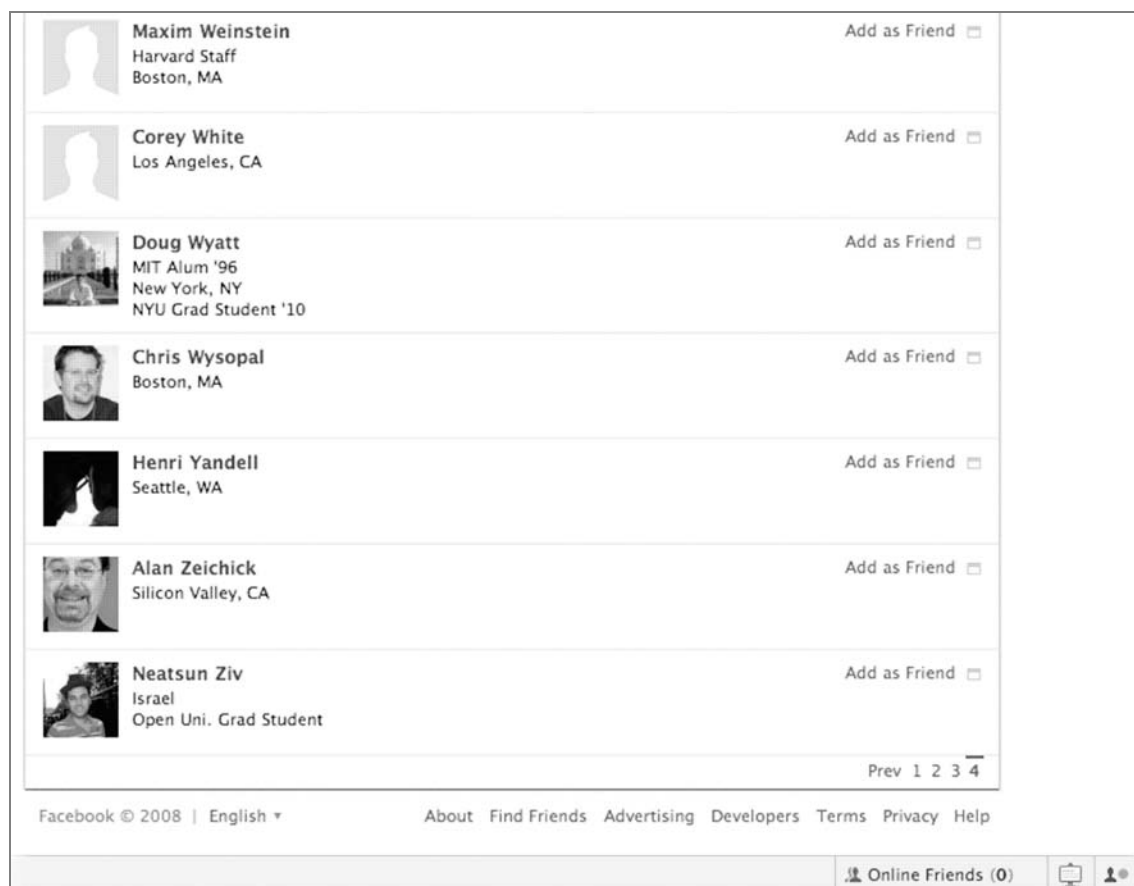 Maxim Weinstein Add as Friend
Harvard Staff
Boston, MA
Corey White Add as Friend
Los Angeles, CA
Doug Wyatt Add as Friend
MIT Alum '96
New York, NY
NYU Grad Student '10
Chris Wysopal Add as Friend
Boston, MA
Henri Yandell Add as Friend
Seattle, WA
Alan Zeichick Add as Friend
Silicon Valley, CA
Neatsun Ziv Add as Friend
Israel
Open Uni. Grad Student
Prev 1 2 3 4
Facebook © 2008 | English ▾ About Find Friends Advertising Developers Terms Privacy Help
Online Friends (0)